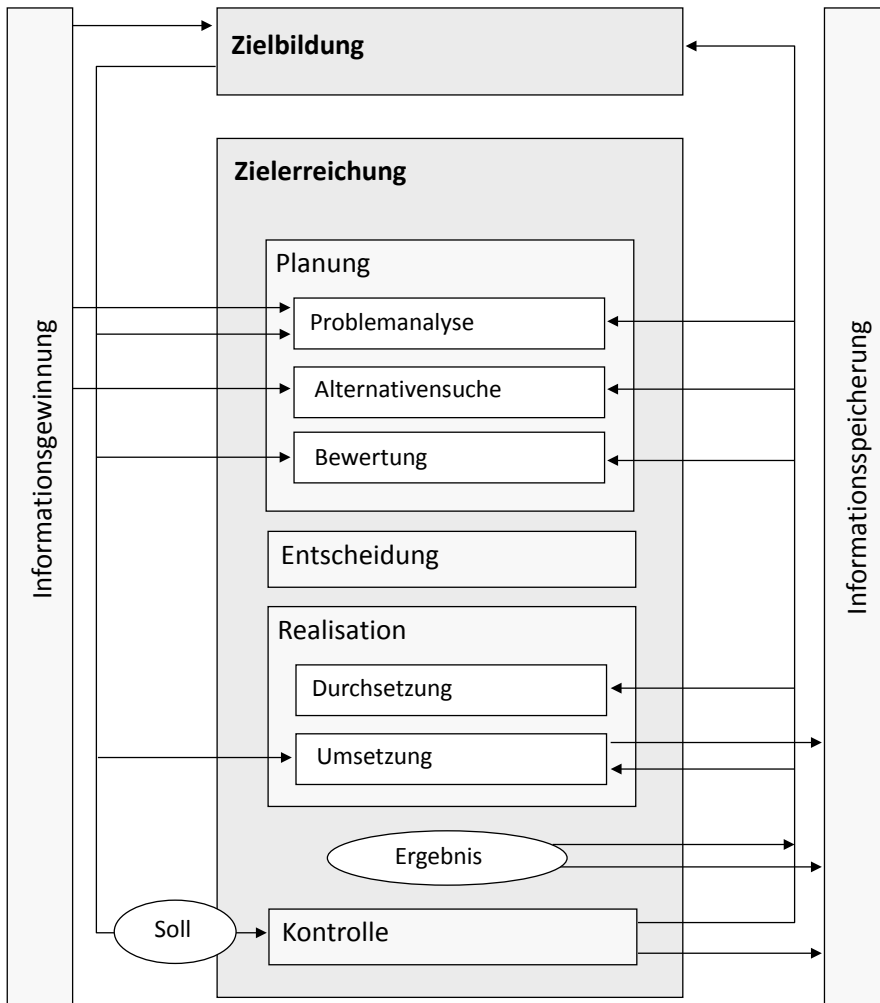 Zielbildung
Zielerreichung
Planung
Problemanalyse
Alternativensuche
Bewertung
Entscheidung
Realisation
Durchsetzung
Umsetzung
Ergebnis
Soll
Kontrolle
Informationsgewinnung
Informationsspeicherung